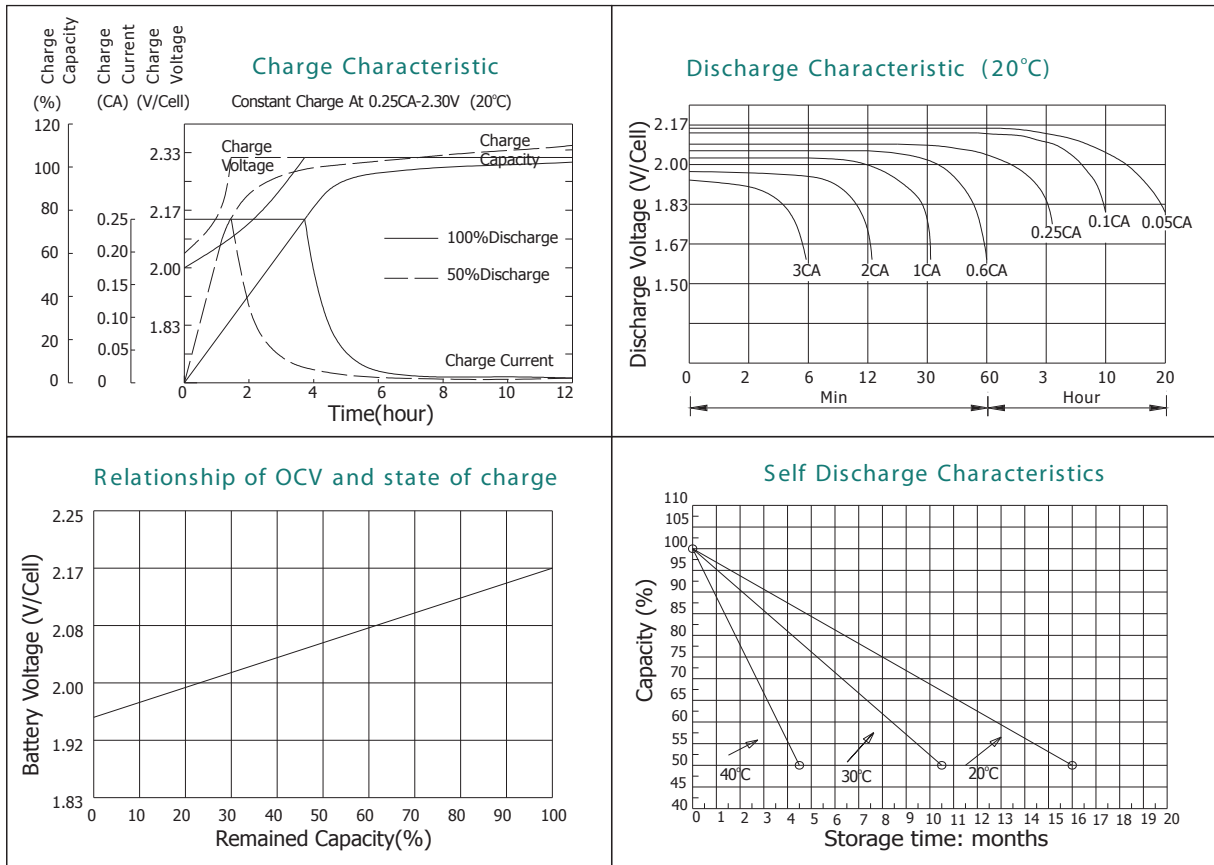 Charge Capacity
Charge Current
Charge Voltage
(%) (CA) (V/Cell)
Charge Characteristic
Constant Charge At 0.25CA-2.30V (20°C)
120
100
80
60
40
20
0
0.25
0.20
0.15
0.10
0.05
0
2.33
2.17
2.00
1.83
Charge Voltage
Charge Capacity
100%Discharge
50%Discharge
Charge Current
0 2 4 6 8 10 12
Time(hour)
Discharge Characteristic (20°C)
Discharge Voltage (V/Cell)
2.17
2.00
1.83
1.67
1.50
3CA 2CA 1CA 0.6CA 0.25CA 0.1CA 0.05CA
0 2 6 12 30 60 3 10 20
Min Hour
Relationship of OCV and state of charge
Battery Voltage (V/Cell)
2.25
2.17
2.08
2.00
1.92
1.83
0 10 20 30 40 50 60 70 80 90 100
Remained Capacity(%)
Self Discharge Characteristics
Capacity (%)
110
105
100
95
90
85
80
75
70
65
60
55
50
45
40
40°C 30°C 20°C
0 1 2 3 4 5 6 7 8 9 10 11 12 13 14 15 16 17 18 19 20
Storage time: months